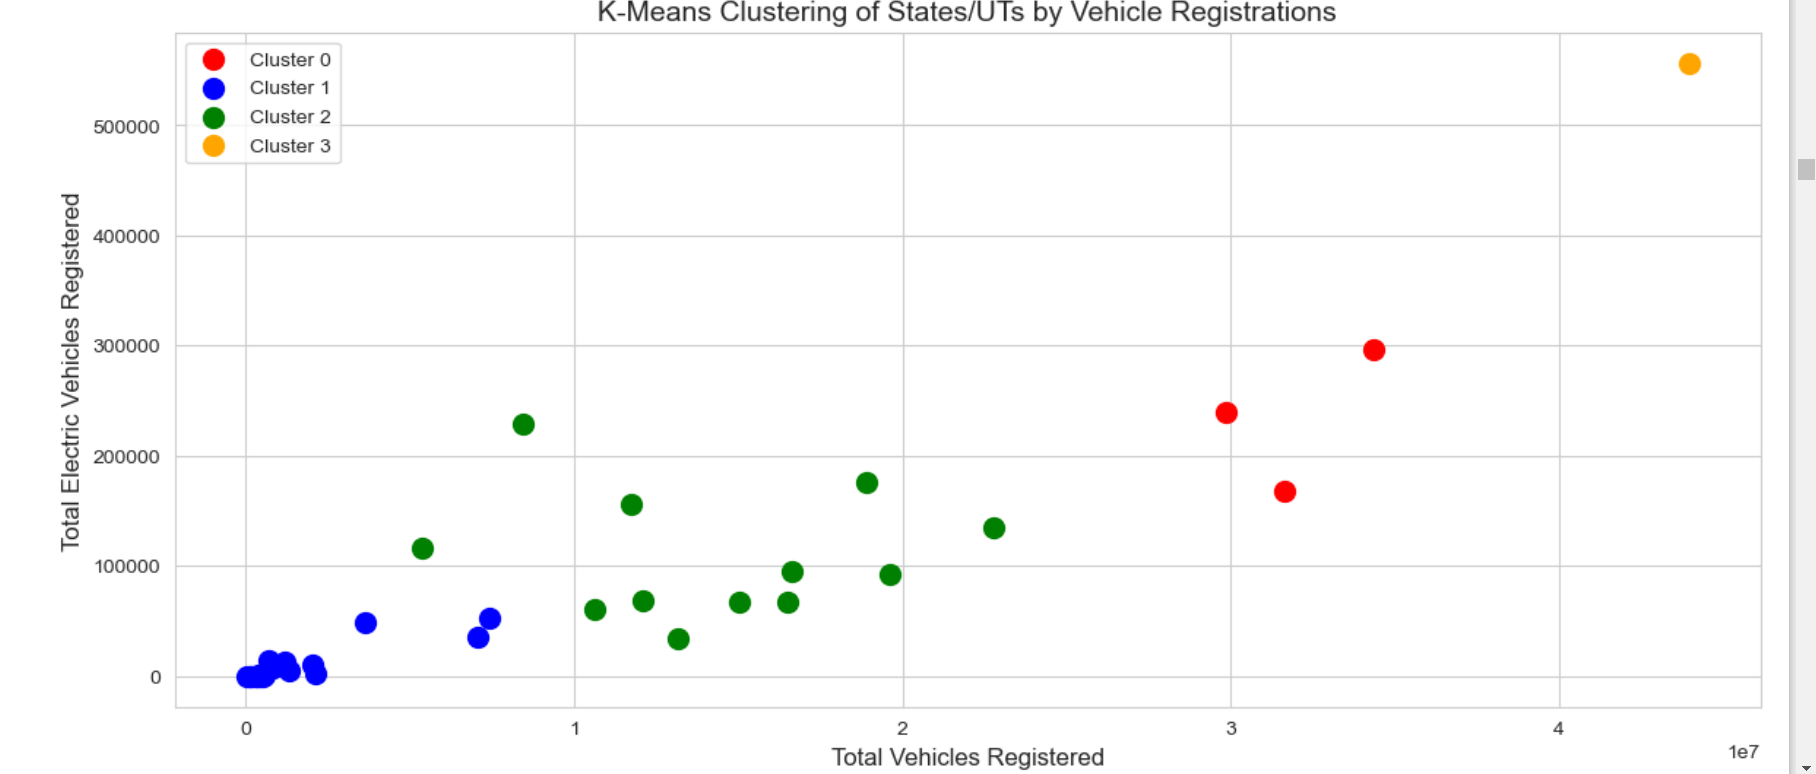 K-Means Clustering of States/UTs by Vehicle Registrations
Cluster 0
Cluster 1
Cluster 2
Cluster 3
Total Electric Vehicles Registered
500000
400000
300000
200000
100000
0
0 1 2 3 4
1e7
Total Vehicles Registered